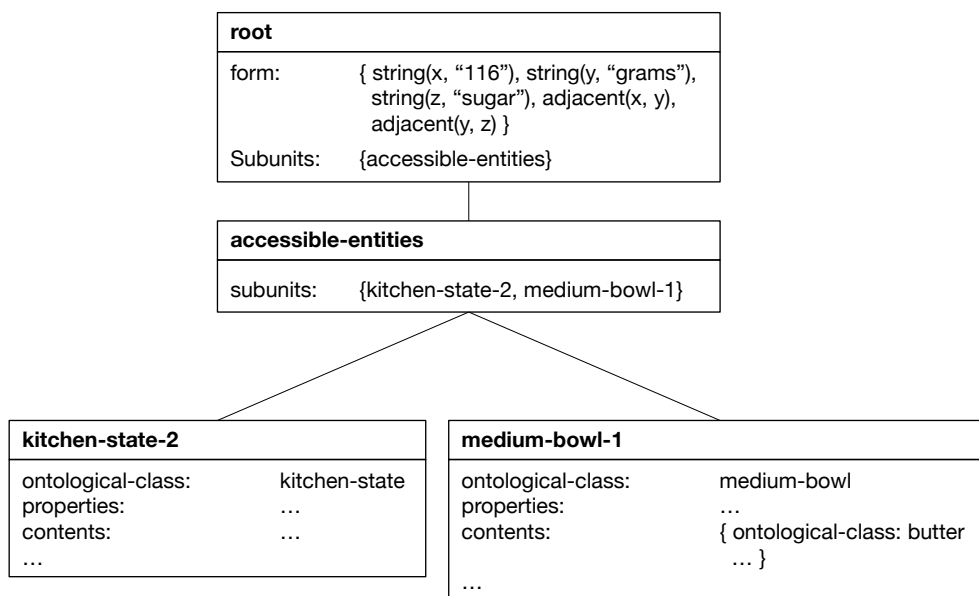 root
form: { string(x, “116”), string(y, “grams”),
string(z, “sugar”), adjacent(x, y),
adjacent(y, z) }
Subunits: {accessible-entities}
accessible-entities
subunits: {kitchen-state-2, medium-bowl-1}
kitchen-state-2
ontological-class: kitchen-state
properties: …
contents: …
…
medium-bowl-1
ontological-class: medium-bowl
properties: …
contents: { ontological-class: butter
… }
…